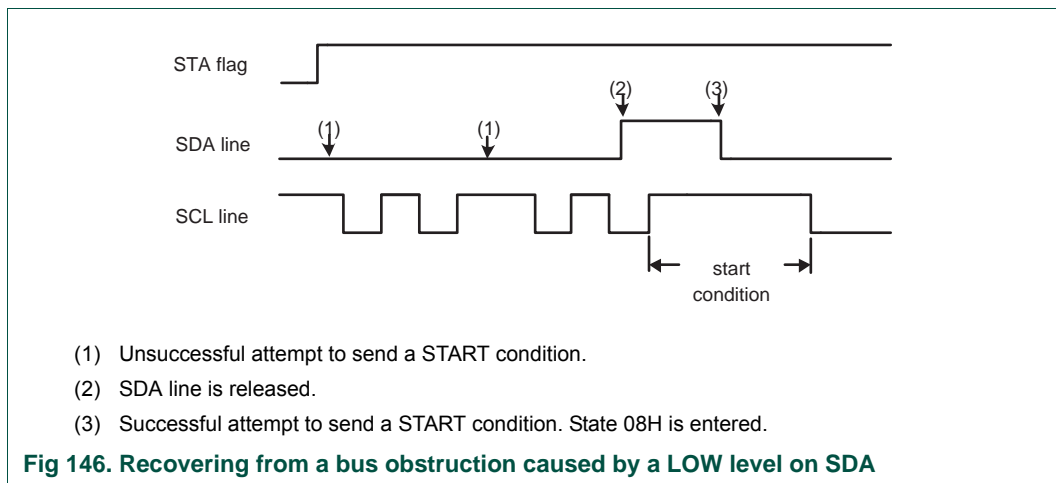 STA flag
(2) (3)
(1) (1)
SDA line
SCL line
start
condition
(1) Unsuccessful attempt to send a START condition.
(2) SDA line is released.
(3) Successful attempt to send a START condition. State 08H is entered.
Fig 146. Recovering from a bus obstruction caused by a LOW level on SDA